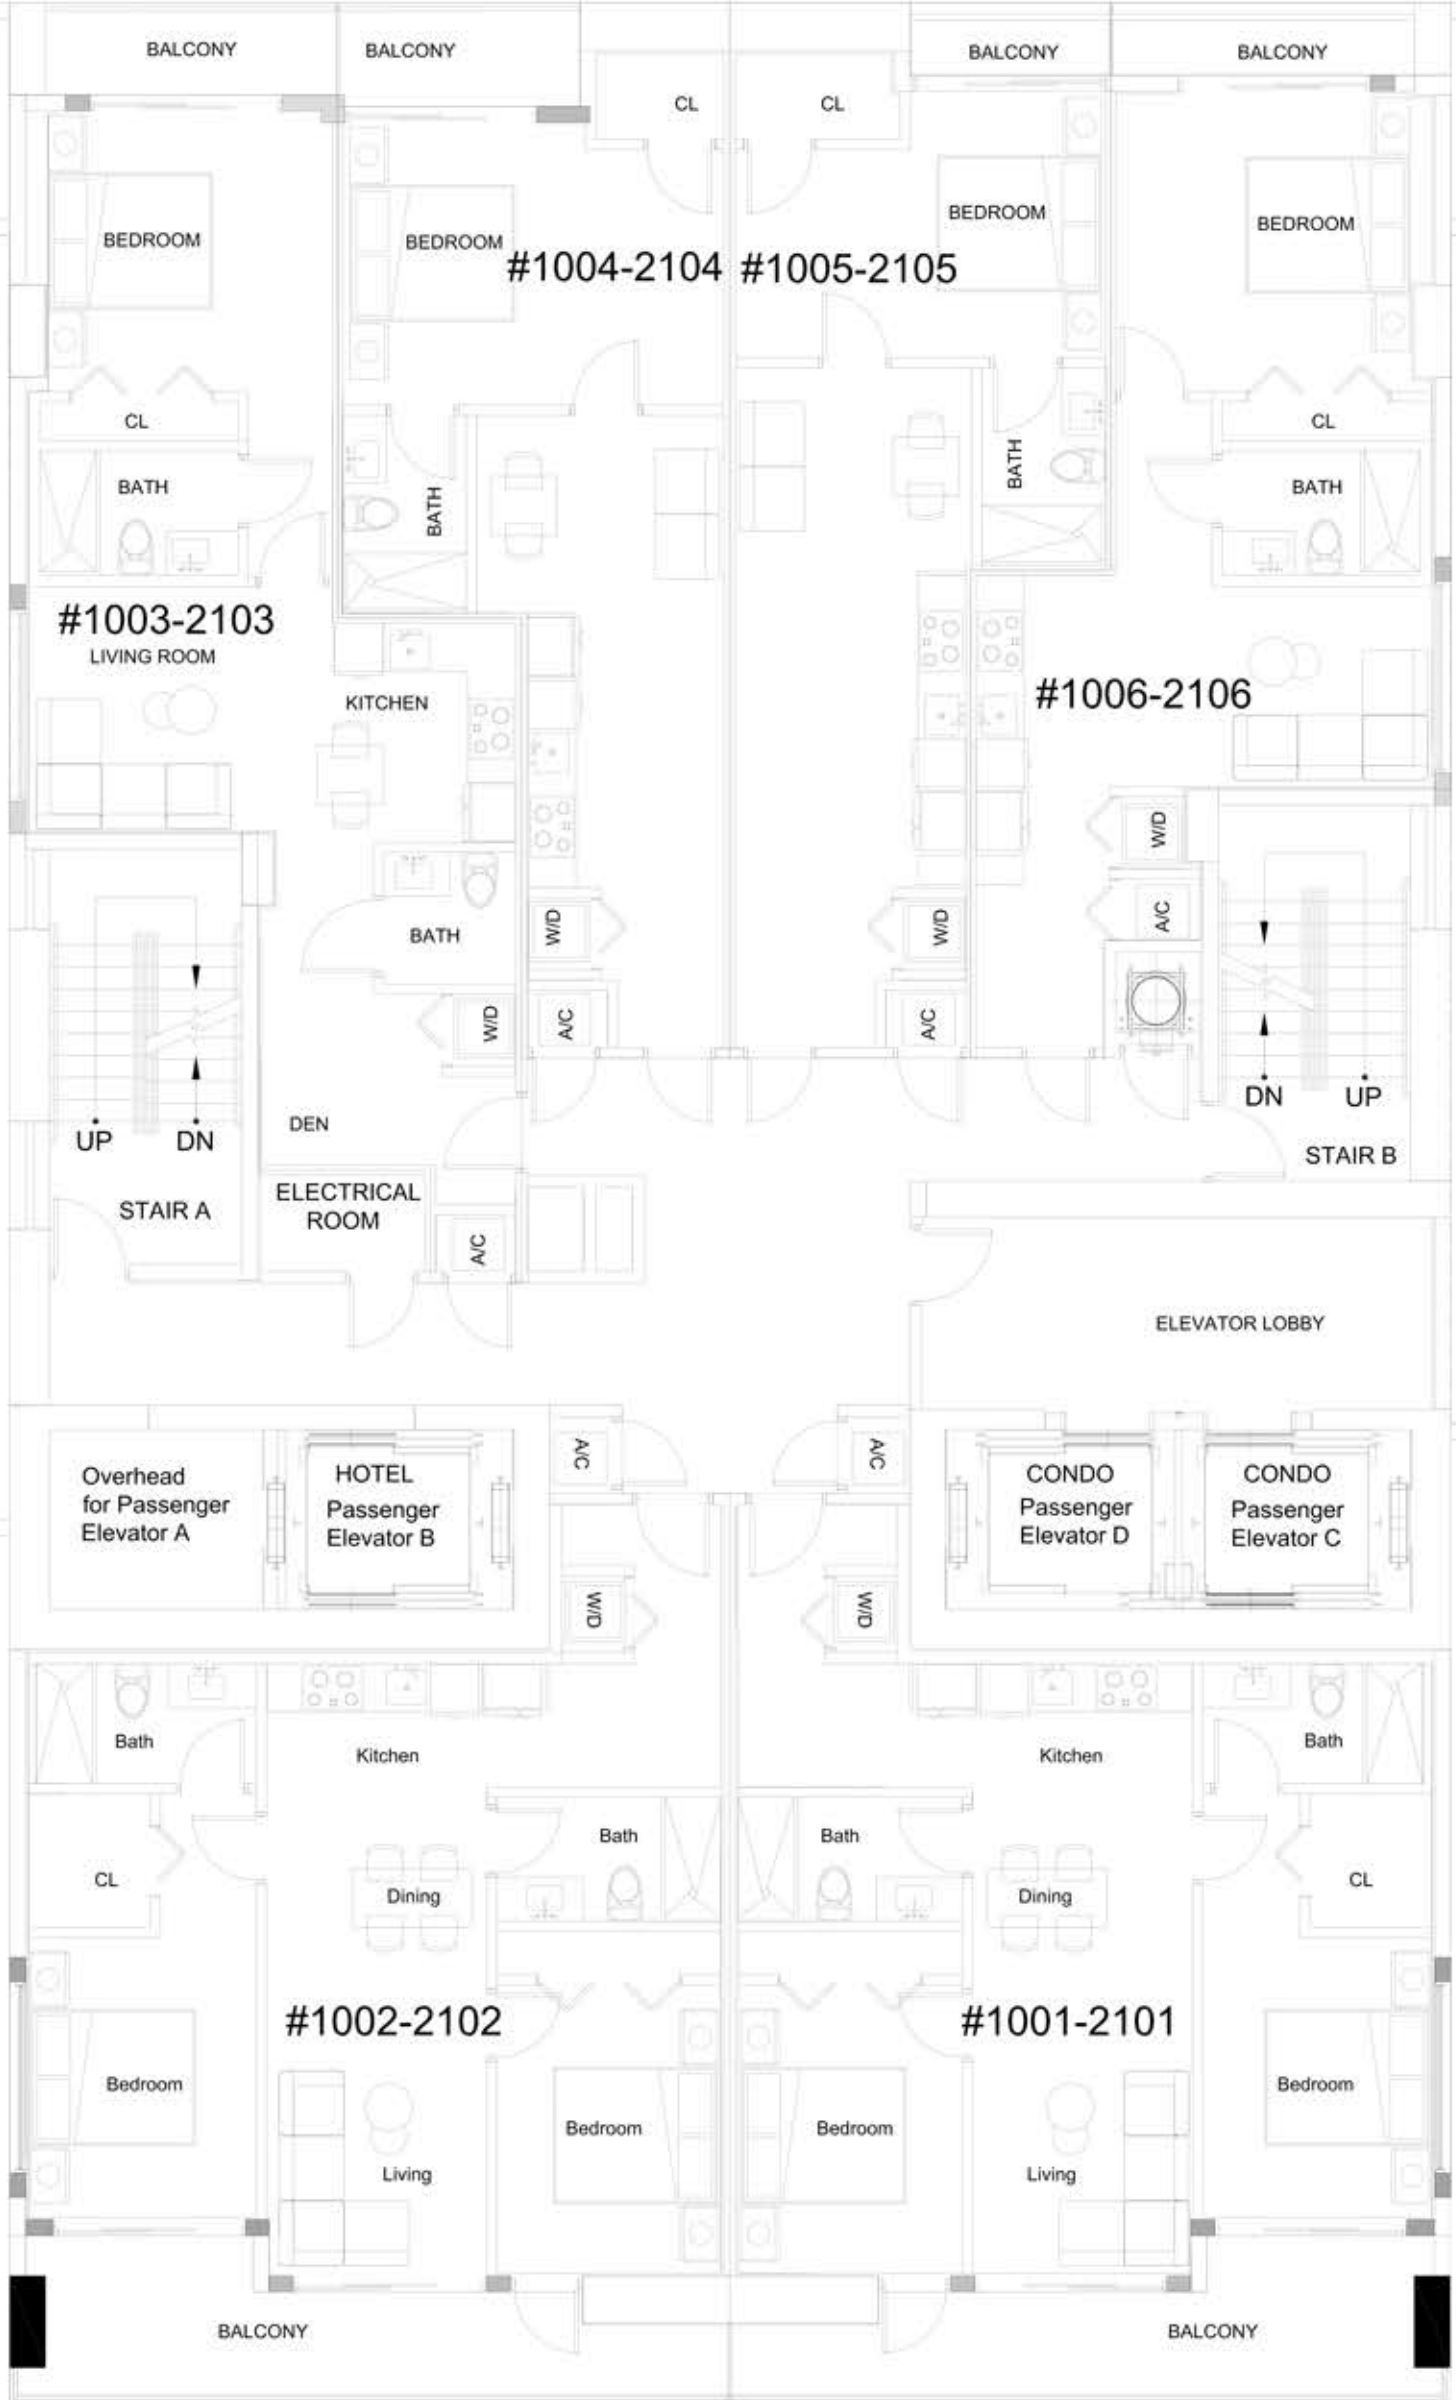 BALCONY
BALCONY
BALCONY
BALCONY
CL
CL
BEDROOM
BEDROOM
BEDROOM
BEDROOM
#1004-2104
#1005-2105
CL
CL
BATH
BATH
BATH
BATH
#1003-2103
LIVING ROOM
KITCHEN
#1006-2106
W/D
A/C
W/D
W/D
BATH
W/D
A/C
A/C
DEN
UP
DN
DN
UP
STAIR A
STAIR B
ELECTRICAL
ROOM
A/C
ELEVATOR LOBBY
Overhead
for Passenger
Elevator A
HOTEL
Passenger
Elevator B
A/C
A/C
CONDO
Passenger
Elevator D
CONDO
Passenger
Elevator C
W/D
W/D
Bath
Kitchen
Kitchen
Bath
Bath
Bath
CL
Dining
Dining
CL
#1002-2102
#1001-2101
Bedroom
Bedroom
Bedroom
Bedroom
Living
Living
BALCONY
BALCONY